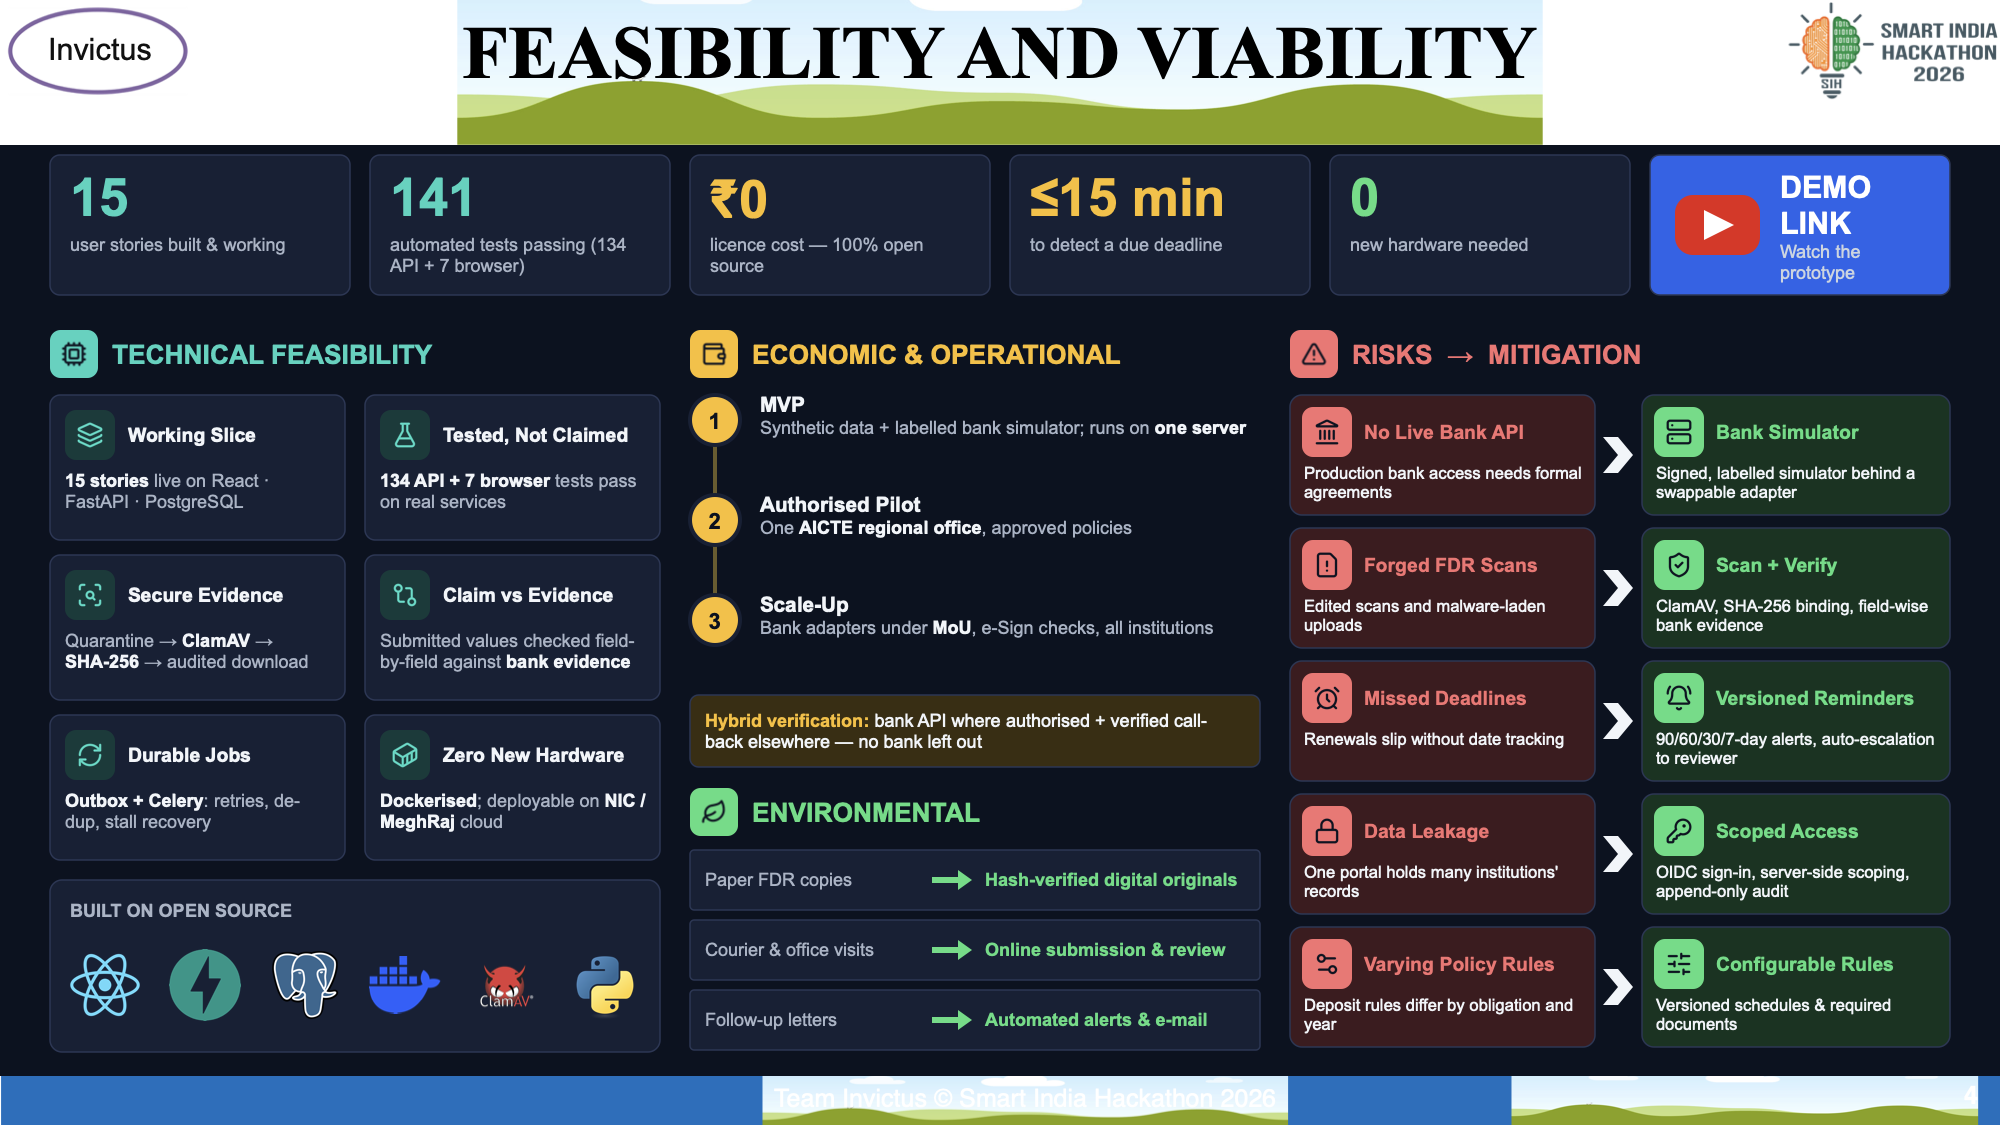 Invictus
FEASIBILITY AND VIABILITY
SMART INDIA
HACKATHON
2026
SIH
15
user stories built & working
141
automated tests passing (134
API + 7 browser)
₹0
licence cost — 100% open
source
≤15 min
to detect a due deadline
0
new hardware needed
DEMO
LINK
Watch the
prototype
TECHNICAL FEASIBILITY
Working Slice
15 stories live on React ·
FastAPI · PostgreSQL
Tested, Not Claimed
134 API + 7 browser tests pass
on real services
Secure Evidence
Quarantine → ClamAV →
SHA-256 → audited download
Claim vs Evidence
Submitted values checked field-
by-field against bank evidence
Durable Jobs
Outbox + Celery: retries, de-
dup, stall recovery
Zero New Hardware
Dockerised; deployable on NIC /
MeghRaj cloud
BUILT ON OPEN SOURCE
ClamAV
ECONOMIC & OPERATIONAL
1
MVP
Synthetic data + labelled bank simulator; runs on one server
2
Authorised Pilot
One AICTE regional office, approved policies
3
Scale-Up
Bank adapters under MoU, e-Sign checks, all institutions
Hybrid verification: bank API where authorised + verified call-
back elsewhere — no bank left out
ENVIRONMENTAL
Paper FDR copies → Hash-verified digital originals
Courier & office visits → Online submission & review
Follow-up letters → Automated alerts & e-mail
RISKS → MITIGATION
No Live Bank API
Production bank access needs formal
agreements
Bank Simulator
Signed, labelled simulator behind a
swappable adapter
Forged FDR Scans
Edited scans and malware-laden
uploads
Scan + Verify
ClamAV, SHA-256 binding, field-wise
bank evidence
Missed Deadlines
Renewals slip without date tracking
Versioned Reminders
90/60/30/7-day alerts, auto-escalation
to reviewer
Data Leakage
One portal holds many institutions'
records
Scoped Access
OIDC sign-in, server-side scoping,
append-only audit
Varying Policy Rules
Deposit rules differ by obligation and
year
Configurable Rules
Versioned schedules & required
documents
Team Invictus © Smart India Hackathon 2026
4